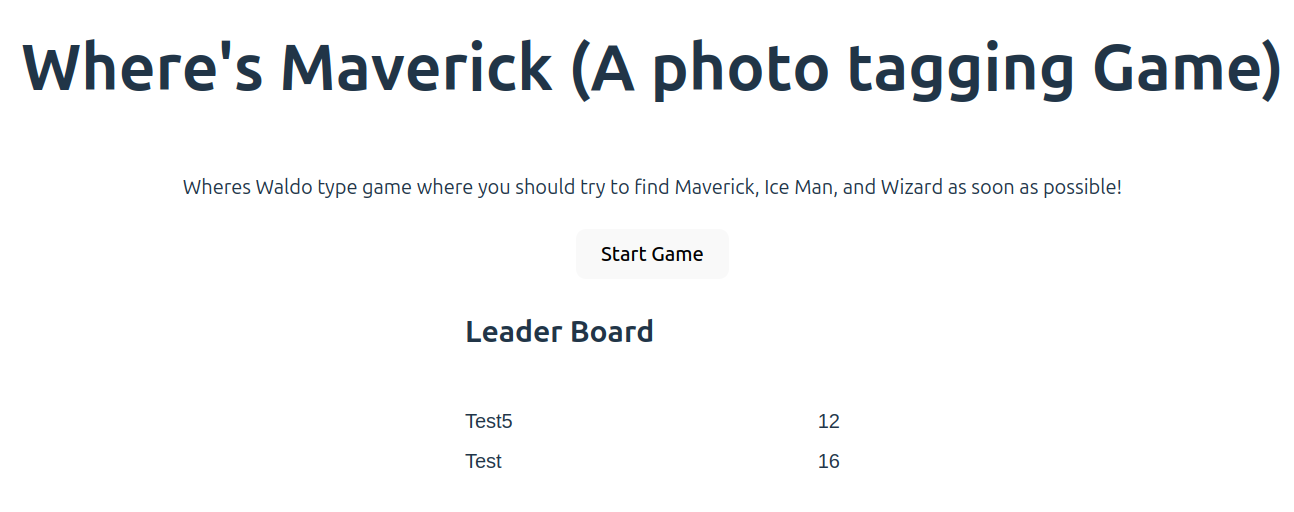 Where's Maverick (A photo tagging Game)
Wheres Waldo type game where you should try to find Maverick, Ice Man, and Wizard as soon as possible!
Start Game
Leader Board
Test5 12
Test 16